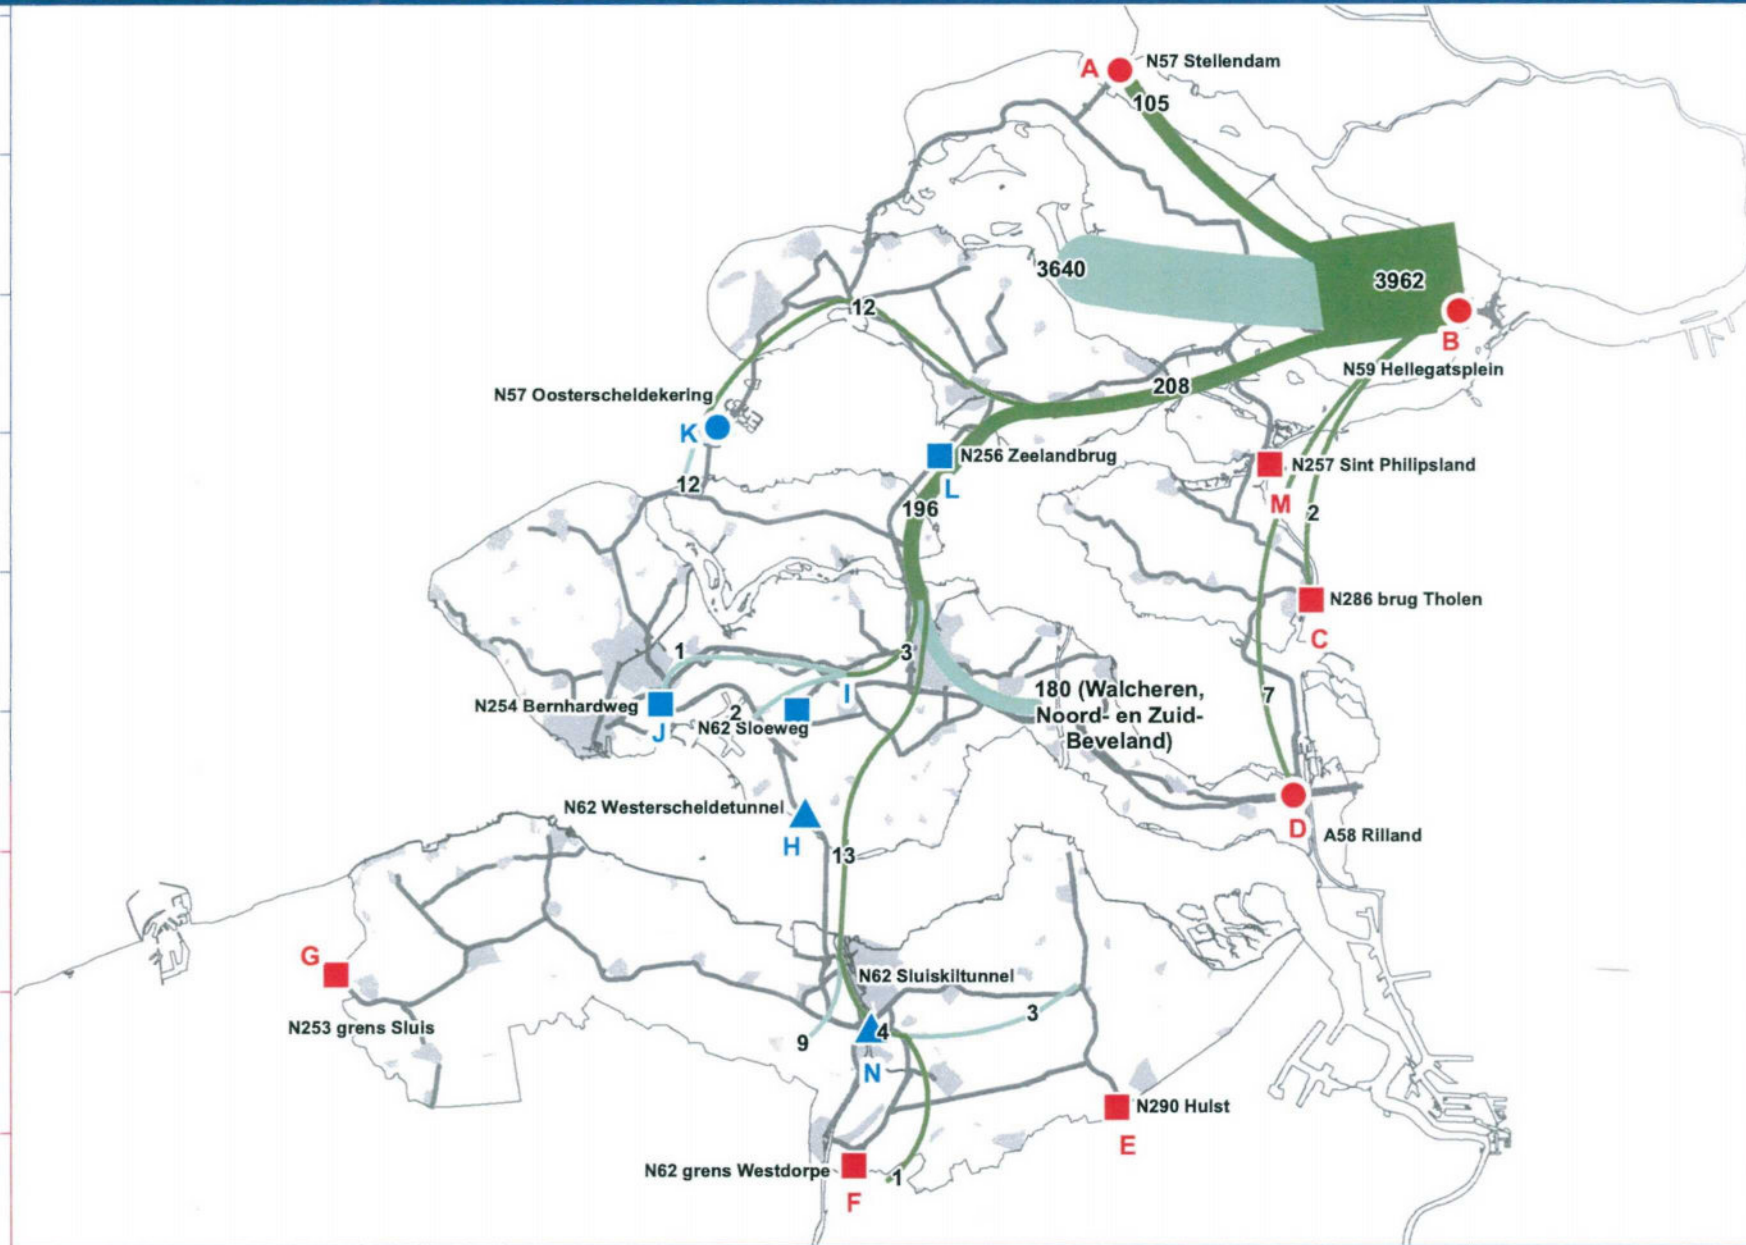 A
N57 Stellendam
105
3640
3962
12
B
N59 Hellegatsplein
208
N57 Oosterscheldekering
K
N256 Zeelandbrug
L
N257 Sint Philipsland
M
12
196
2
N286 brug Tholen
C
1
3
I
180 (Walcheren,
Noord- en Zuid-
Beveland)
7
N254 Bernhardweg
J
2
N62 Sloeweg
N62 Westerscheldetunnel
H
D
A58 Rilland
13
G
N253 grens Sluis
N62 Sluiskiltunnel
3
9
4
N
N290 Hulst
E
N62 grens Westdorpe
1
F